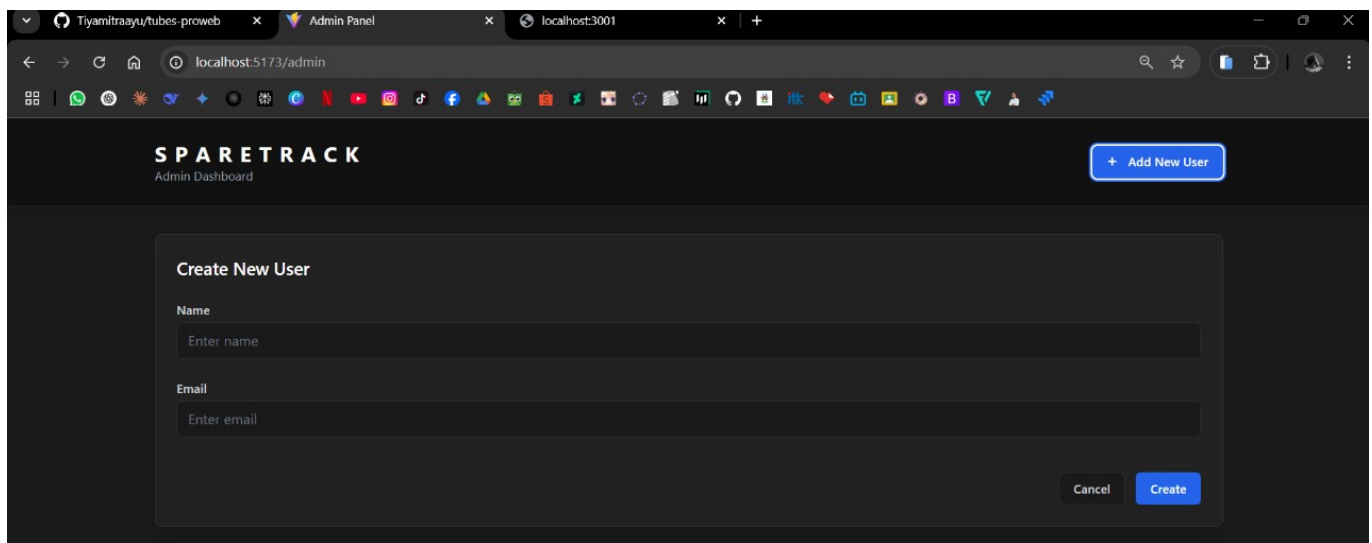 Tiyamitraayu/tubes-proweb
Admin Panel
localhost:3001
localhost:5173/admin
SPARETRACK
Admin Dashboard
+ Add New User
Create New User
Name
Enter name
Email
Enter email
Cancel
Create